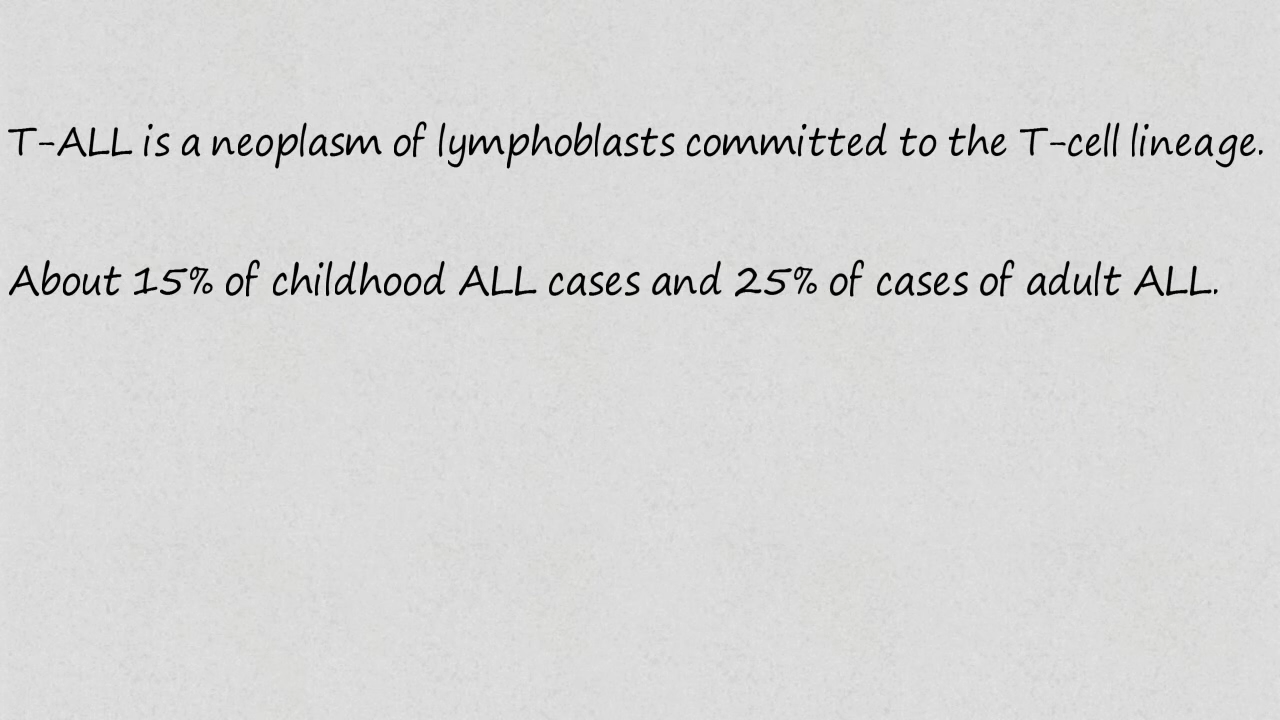 T-ALL is a neoplasm of lymphoblasts committed to the T-cell lineage.
About 15% of childhood ALL cases and 25% of cases of adult ALL.